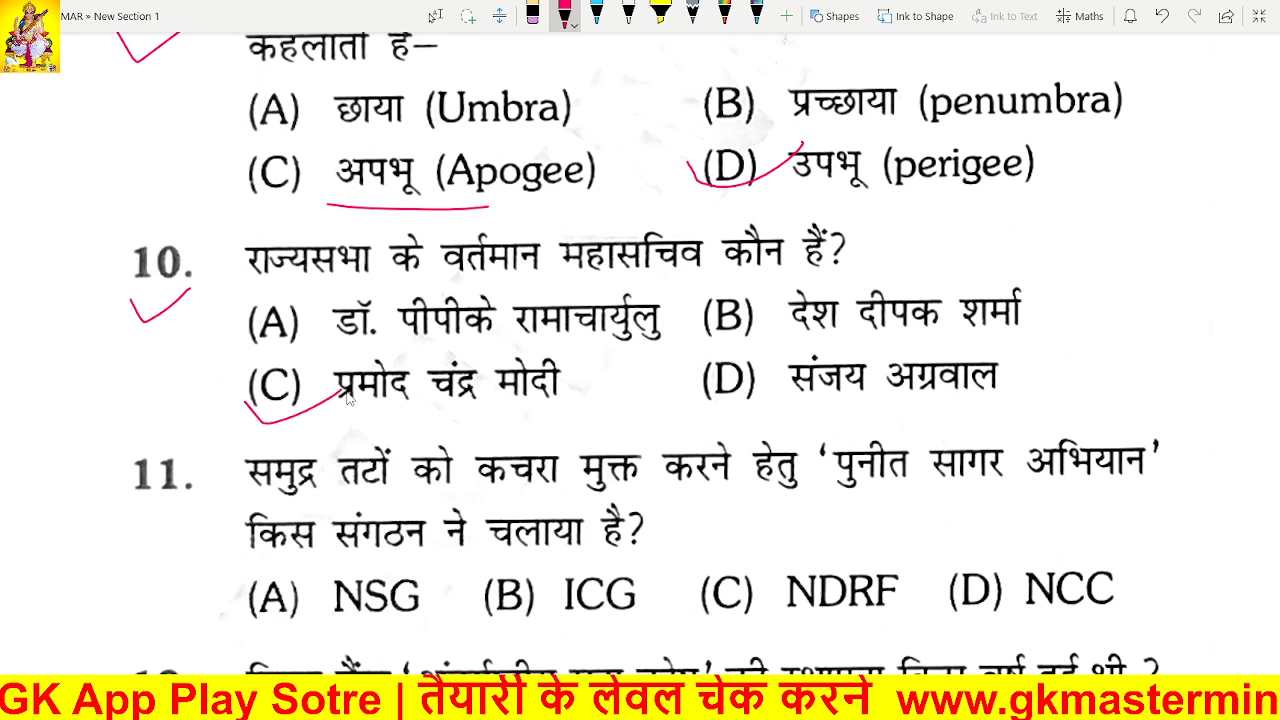 MAR » New Section 1
Shapes Ink to Shape Ink to Text Maths
कहलाती है–
(A) छाया (Umbra) (B) प्रच्छाया (penumbra)
(C) अपभू (Apogee) (D) उपभू (perigee)
10. राज्यसभा के वर्तमान महासचिव कौन हैं?
(A) डॉ. पीपीके रामाचार्युलु (B) देश दीपक शर्मा
(C) प्रमोद चंद्र मोदी (D) संजय अग्रवाल
11. समुद्र तटों को कचरा मुक्त करने हेतु ‘पुनीत सागर अभियान’
किस संगठन ने चलाया है?
(A) NSG (B) ICG (C) NDRF (D) NCC
GK App Play Sotre | तैयारी के लेवल चेक करने www.gkmastermin